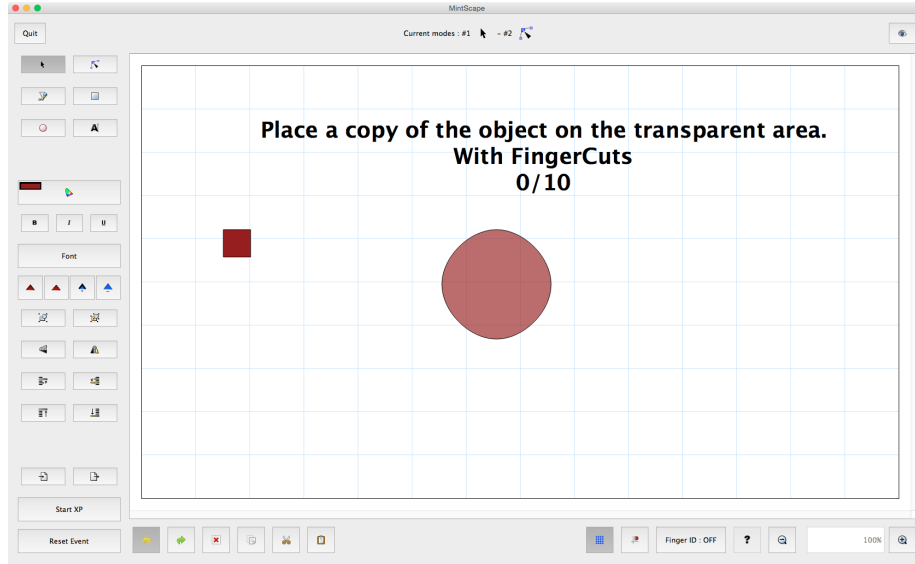 MintScape
Quit
Current modes : #1 - #2
A
Place a copy of the object on the transparent area.
With FingerCuts
0/10
B I U
Font
Start XP
Reset Event
Finger ID : OFF ? 100%